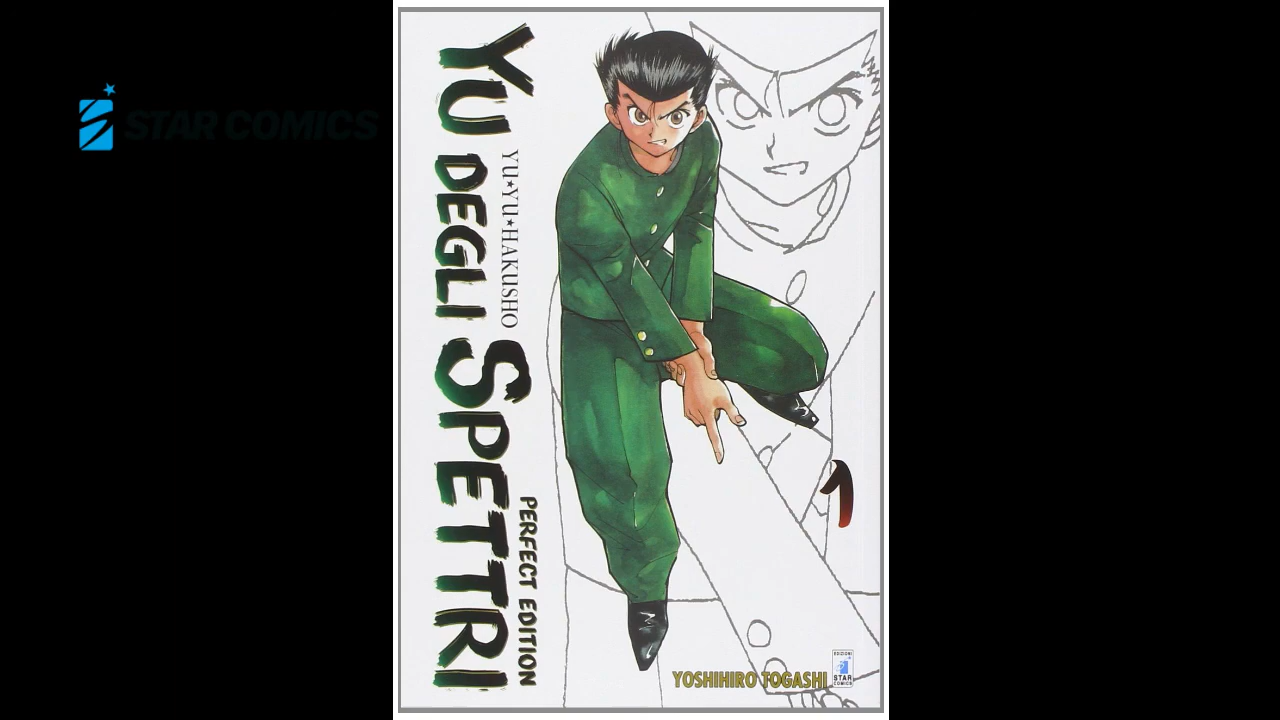 STAR COMICS
YU DEGLI SPETTRI
YU★YU★HAKUSHO
PERFECT EDITION
1
YOSHIHIRO TOGASHI
EDIZIONI
STAR
COMICS